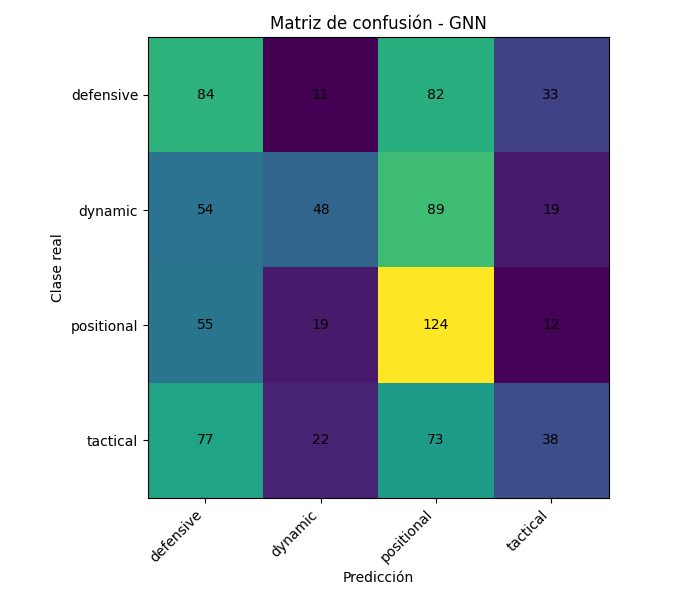 Matriz de confusión - GNN
Clase real
defensive 84 11 82 33
dynamic 54 48 89 19
positional 55 19 124 12
tactical 77 22 73 38
defensive dynamic positional tactical
Predicción